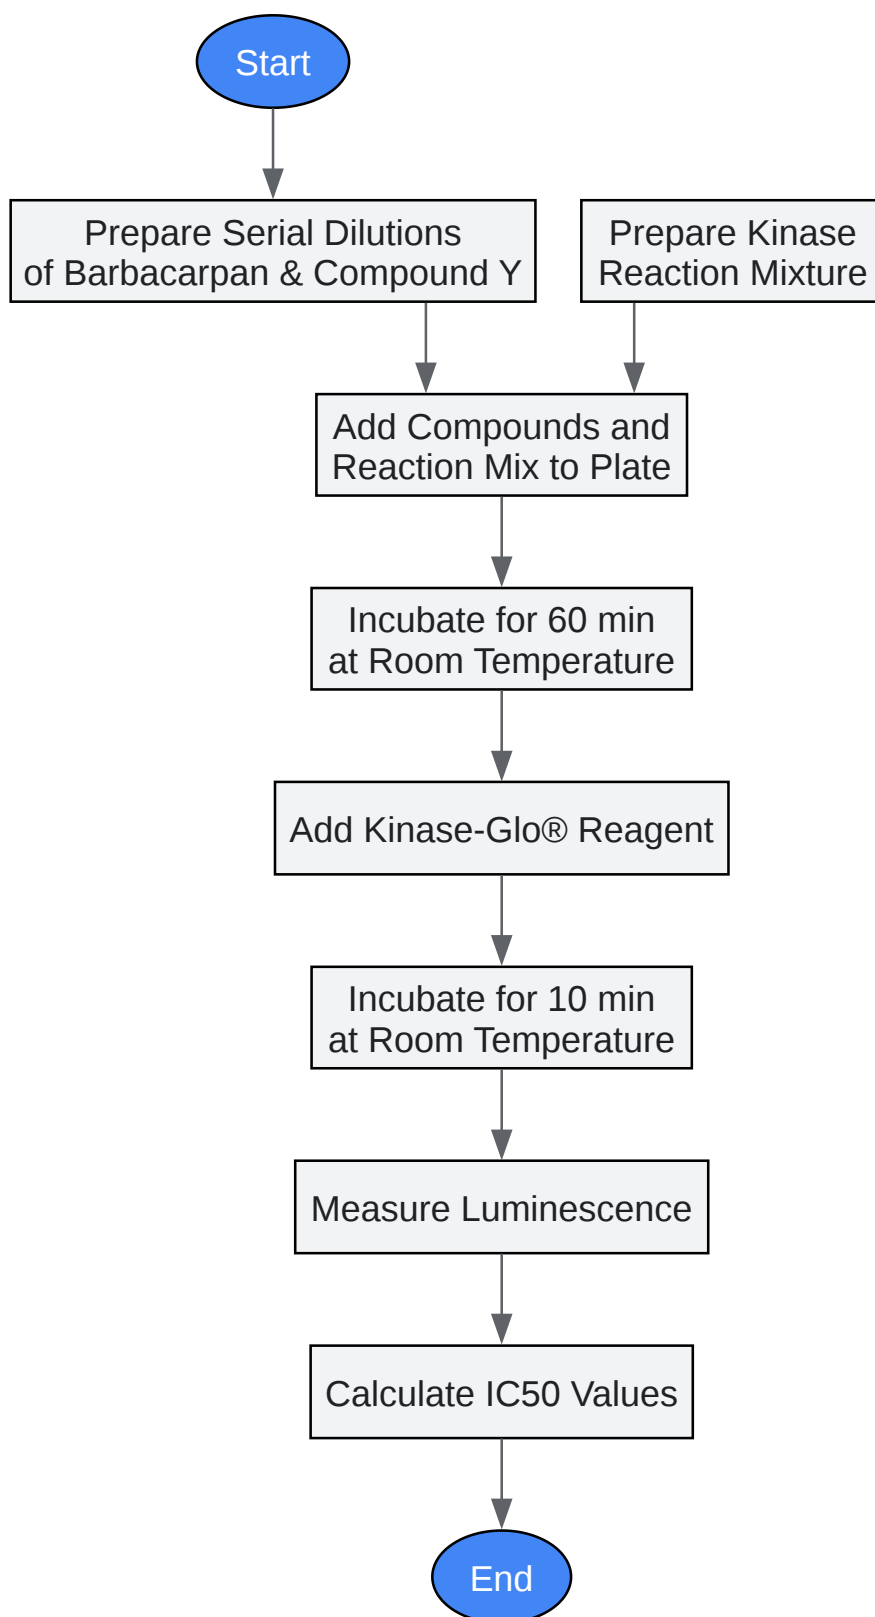 Start
Prepare Serial Dilutions
of Barbacarpan & Compound Y
Prepare Kinase
Reaction Mixture
Add Compounds and
Reaction Mix to Plate
Incubate for 60 min
at Room Temperature
Add Kinase-Glo® Reagent
Incubate for 10 min
at Room Temperature
Measure Luminescence
Calculate IC50 Values
End